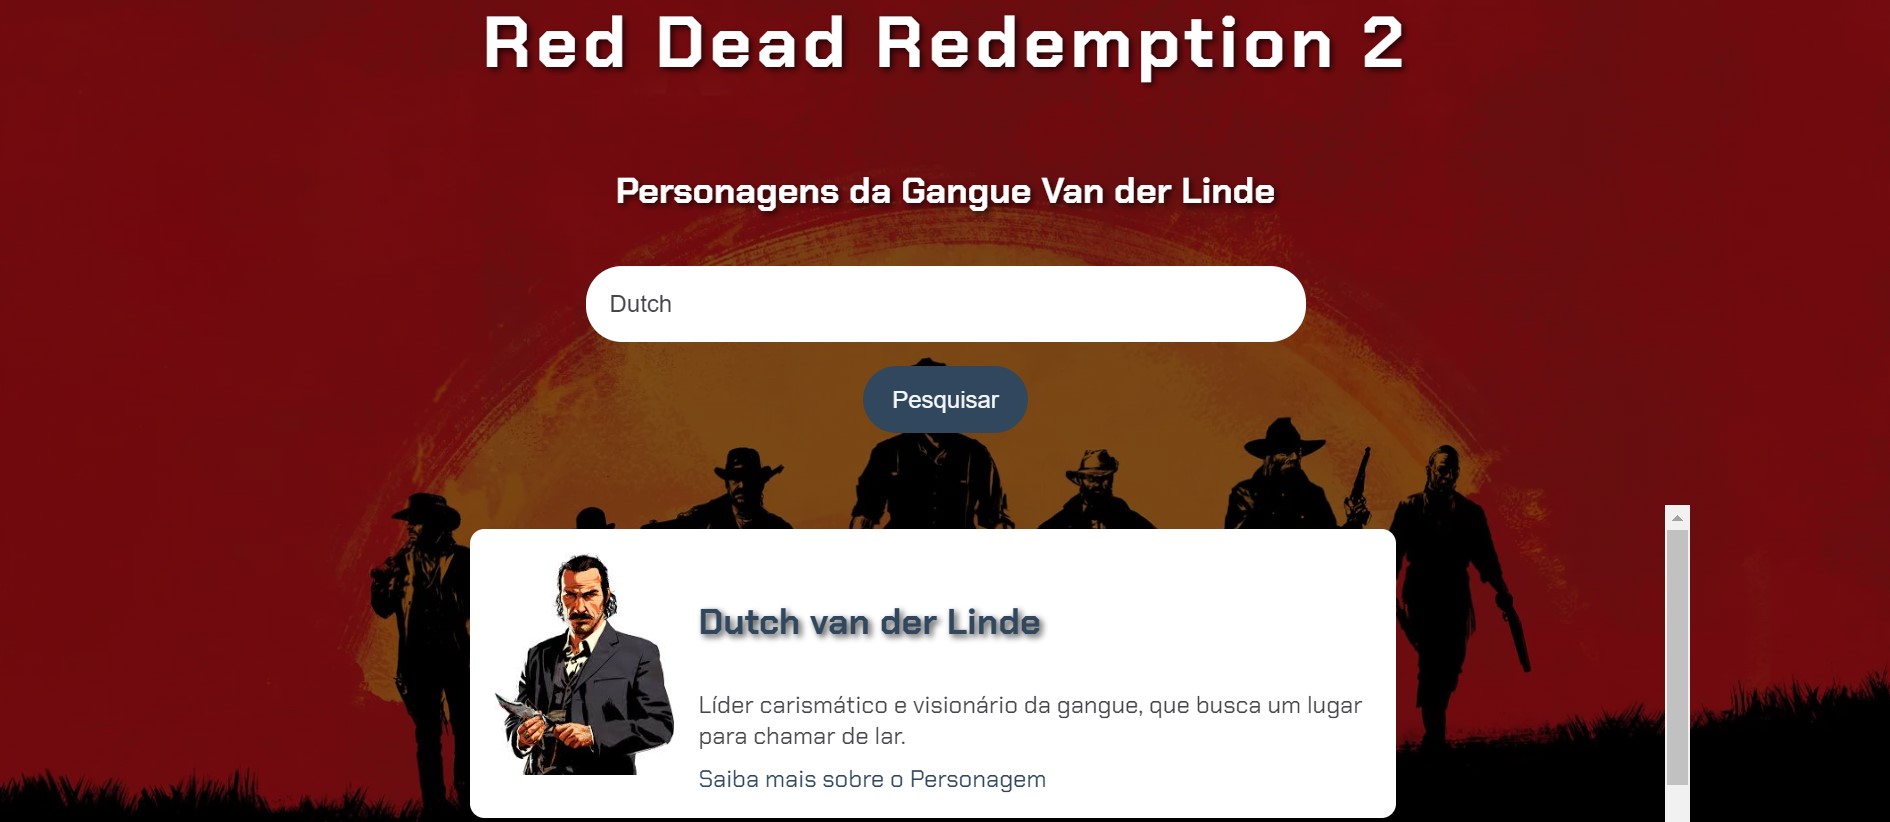 Red Dead Redemption 2
Personagens da Gangue Van der Linde
Dutch
Pesquisar
Dutch van der Linde
Líder carismático e visionário da gangue, que busca um lugar
para chamar de lar.
Saiba mais sobre o Personagem